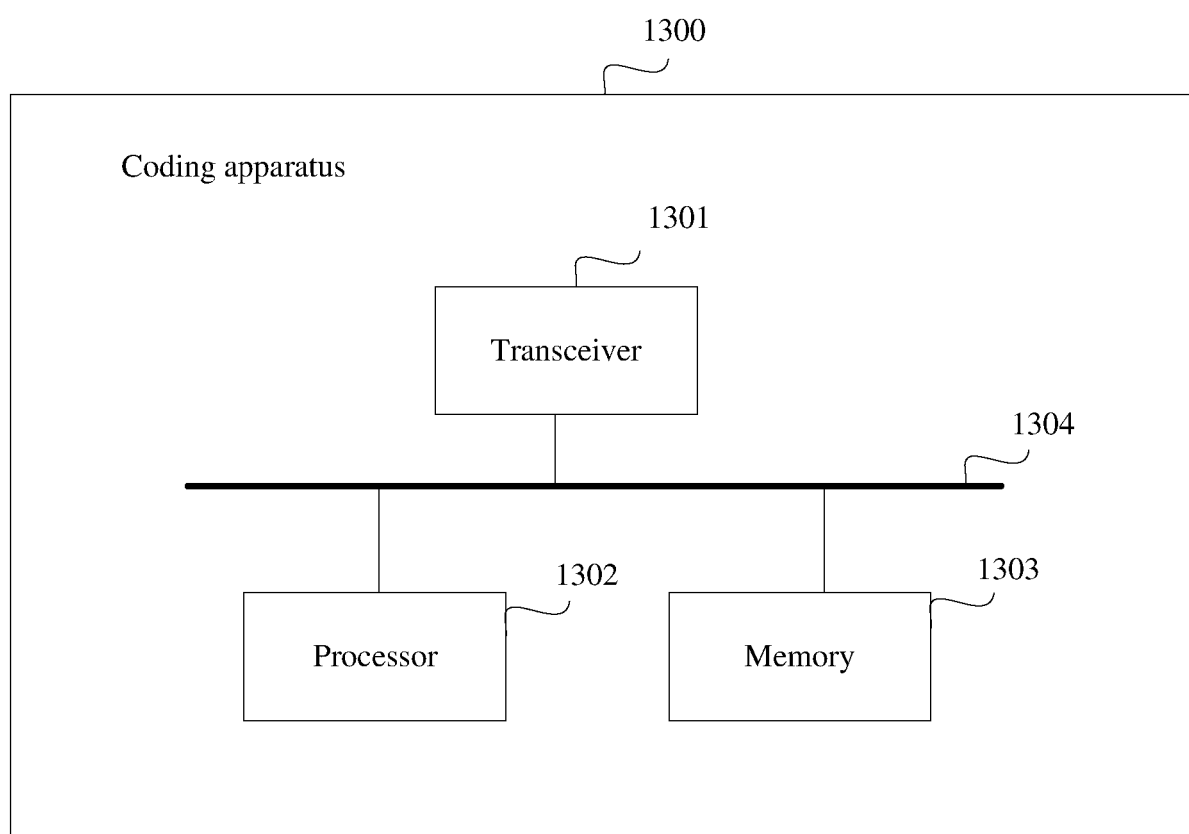 1300
Coding apparatus
1301
Transceiver
1304
1302
1303
Processor
Memory